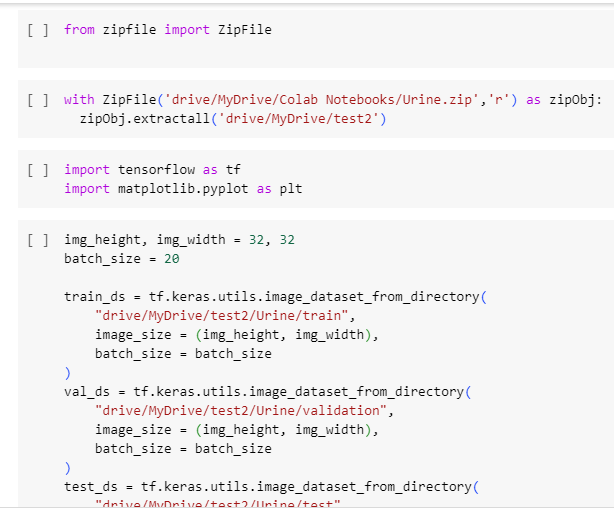 [ ] from zipfile import ZipFile
[ ] with ZipFile('drive/MyDrive/Colab Notebooks/Urine.zip','r') as zipObj:
zipObj.extractall('drive/MyDrive/test2')
[ ] import tensorflow as tf
import matplotlib.pyplot as plt
[ ] img_height, img_width = 32, 32
batch_size = 20
train_ds = tf.keras.utils.image_dataset_from_directory(
"drive/MyDrive/test2/Urine/train",
image_size = (img_height, img_width),
batch_size = batch_size
)
val_ds = tf.keras.utils.image_dataset_from_directory(
"drive/MyDrive/test2/Urine/validation",
image_size = (img_height, img_width),
batch_size = batch_size
)
test_ds = tf.keras.utils.image_dataset_from_directory(
"drive/MyDrive/test2/Urine/test"